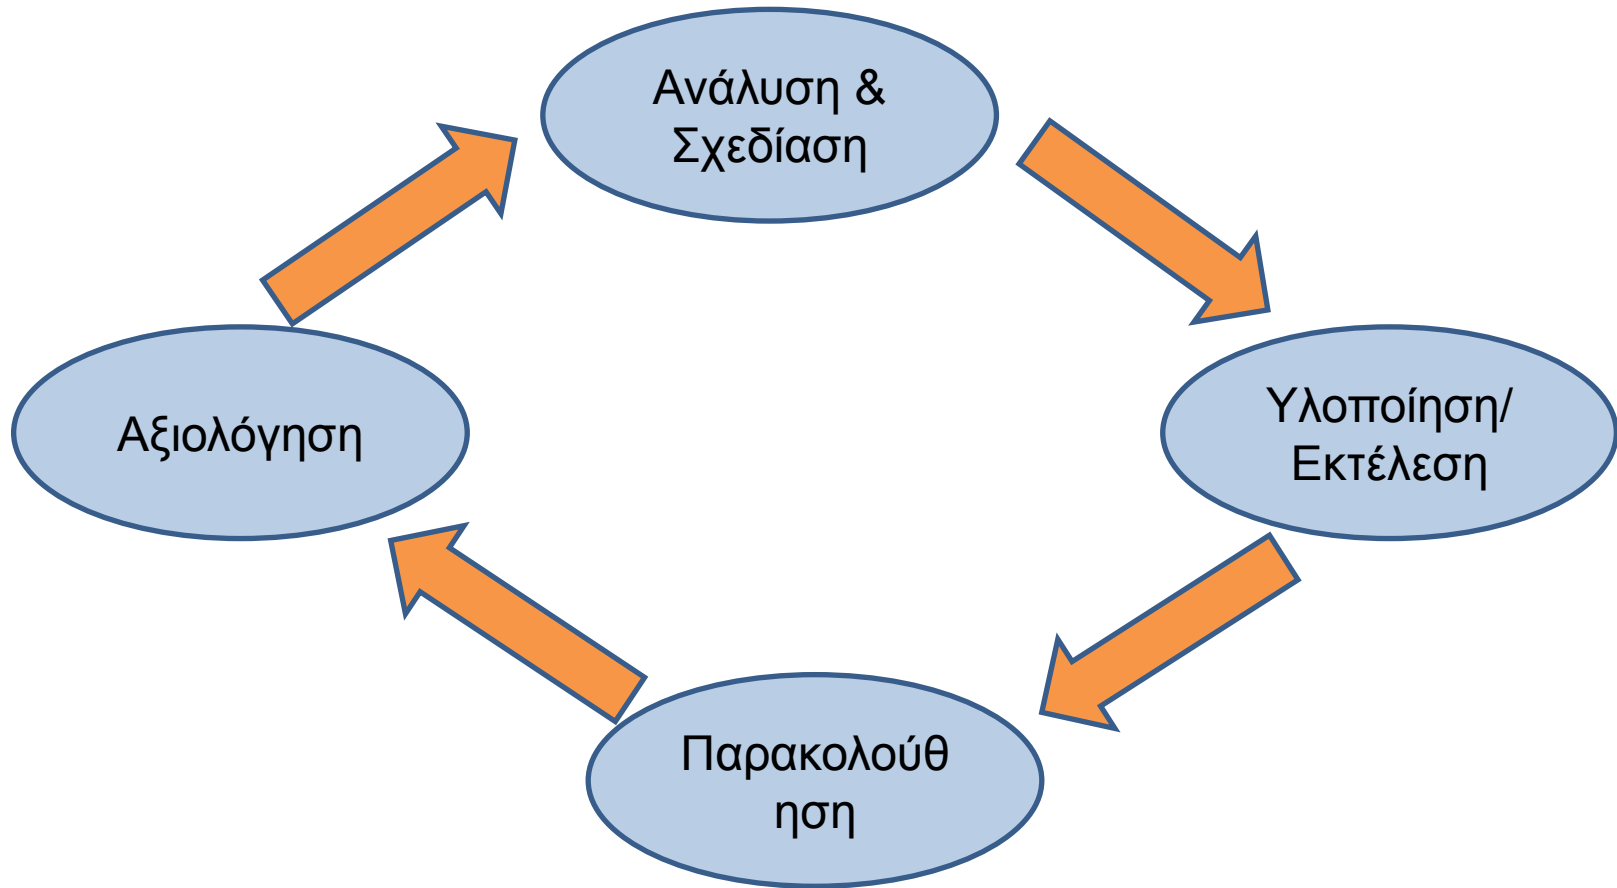 Ανάλυση &
Σχεδίαση
Υλοποίηση/
Εκτέλεση
Παρακολούθ
ηση
Αξιολόγηση